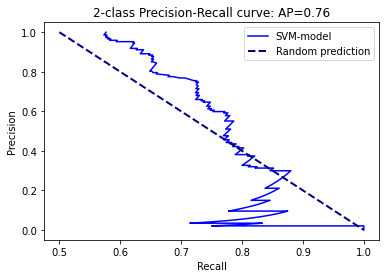 2-class Precision-Recall curve: AP=0.76
SVM-model
Random prediction
Precision
1.0
0.8
0.6
0.4
0.2
0.0
0.5 0.6 0.7 0.8 0.9 1.0
Recall